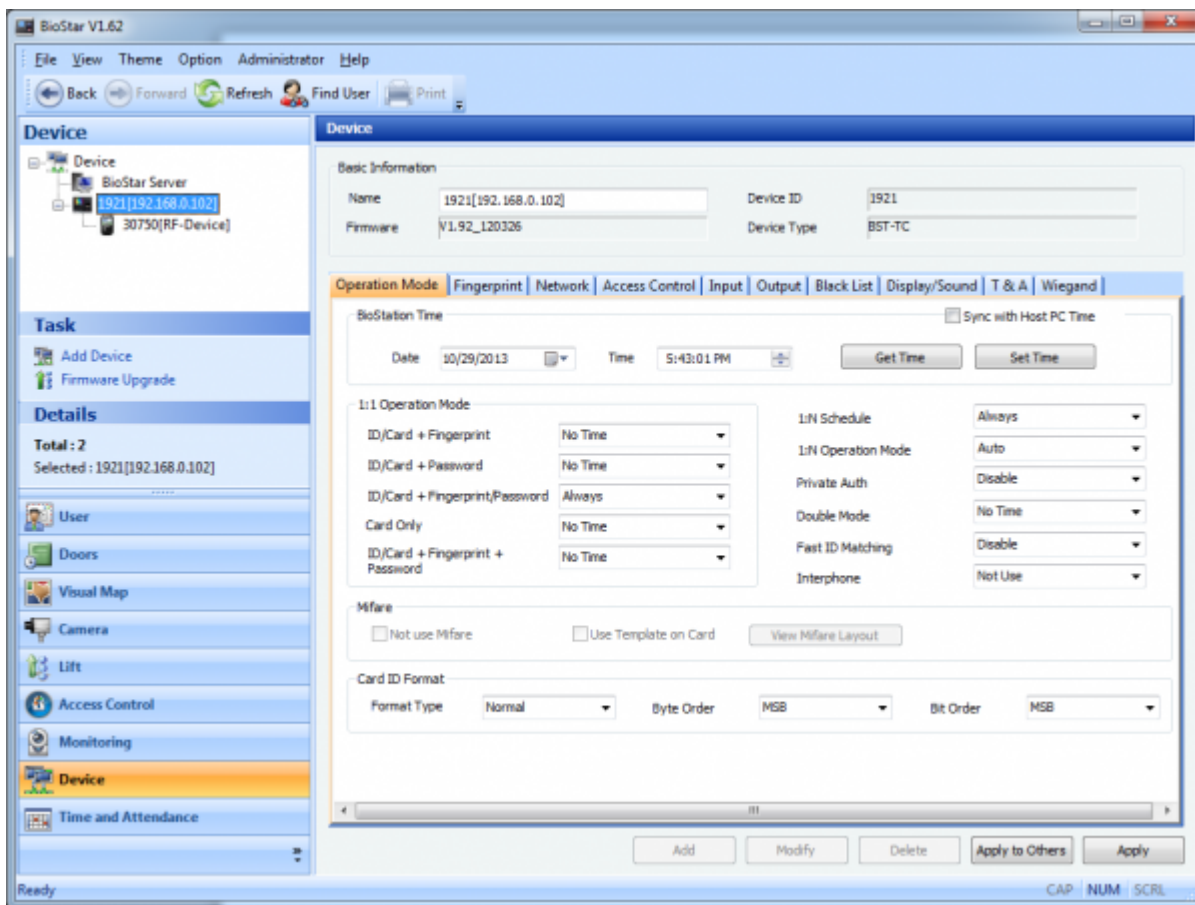 BioStar V1.62
File View Theme Option Administrator Help
Back Forward Refresh Find User Print
Device
Device
BioStar Server
1921[192.168.0.102]
30750[RF-Device]
Task
Add Device
Firmware Upgrade
Details
Total : 2
Selected : 1921[192.168.0.102]
User
Doors
Visual Map
Camera
Lift
Access Control
Monitoring
Device
Time and Attendance
Device
Basic Information
Name 1921[192.168.0.102] Device ID 1921
Firmware V1.92_120326 Device Type BST-TC
Operation Mode Fingerprint Network Access Control Input Output Black List Display/Sound T & A Wiegand
BioStation Time Sync with Host PC Time
Date 10/29/2013 Time 5:43:01 PM Get Time Set Time
1:1 Operation Mode
ID/Card + Fingerprint No Time
ID/Card + Password No Time
ID/Card + Fingerprint/Password Always
Card Only No Time
ID/Card + Fingerprint + No Time
Password
1:N Schedule Always
1:N Operation Mode Auto
Private Auth Disable
Double Mode No Time
Fast ID Matching Disable
Interphone Not Use
Mifare
Not use Mifare Use Template on Card View Mifare Layout
Card ID Format
Format Type Normal Byte Order MSB Bit Order MSB
Add Modify Delete Apply to Others Apply
Ready CAP NUM SCRL